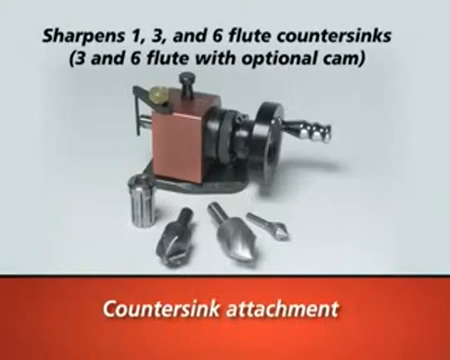 Sharpens 1, 3, and 6 flute countersinks
(3 and 6 flute with optional cam)
Countersink attachment